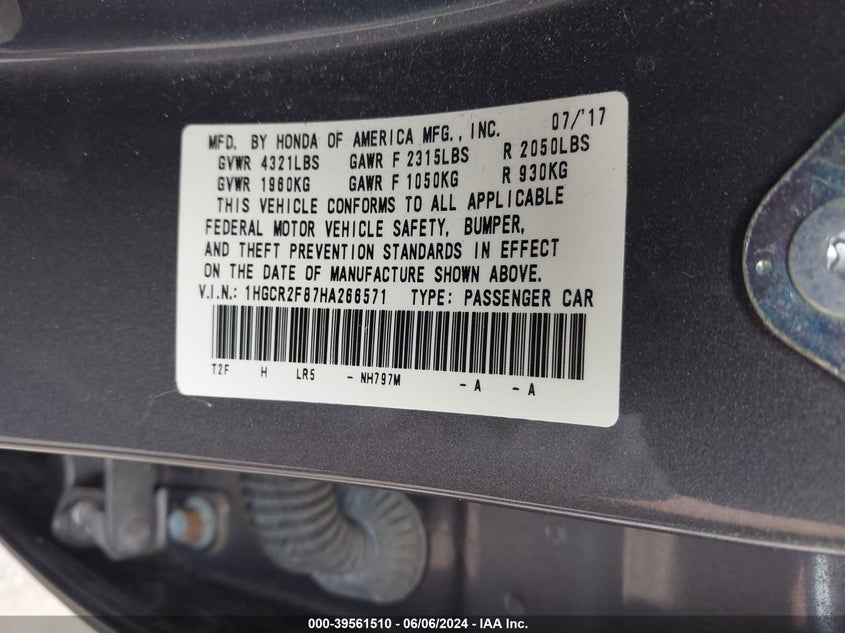 MFD. BY HONDA OF AMERICA MFG., INC. 07/'17
GVWR 4321LBS GAWR F 2315LBS R 2050LBS
GVWR 1960KG GAWR F 1050KG R 930KG
THIS VEHICLE CONFORMS TO ALL APPLICABLE
FEDERAL MOTOR VEHICLE SAFETY, BUMPER,
AND THEFT PREVENTION STANDARDS IN EFFECT
ON THE DATE OF MANUFACTURE SHOWN ABOVE.
V.I.N.: 1HGCR2F87HA266571 TYPE: PASSENGER CAR
T2F H LR5 - NH797M - A - A
000-39561510 - 06/06/2024 - IAA Inc.